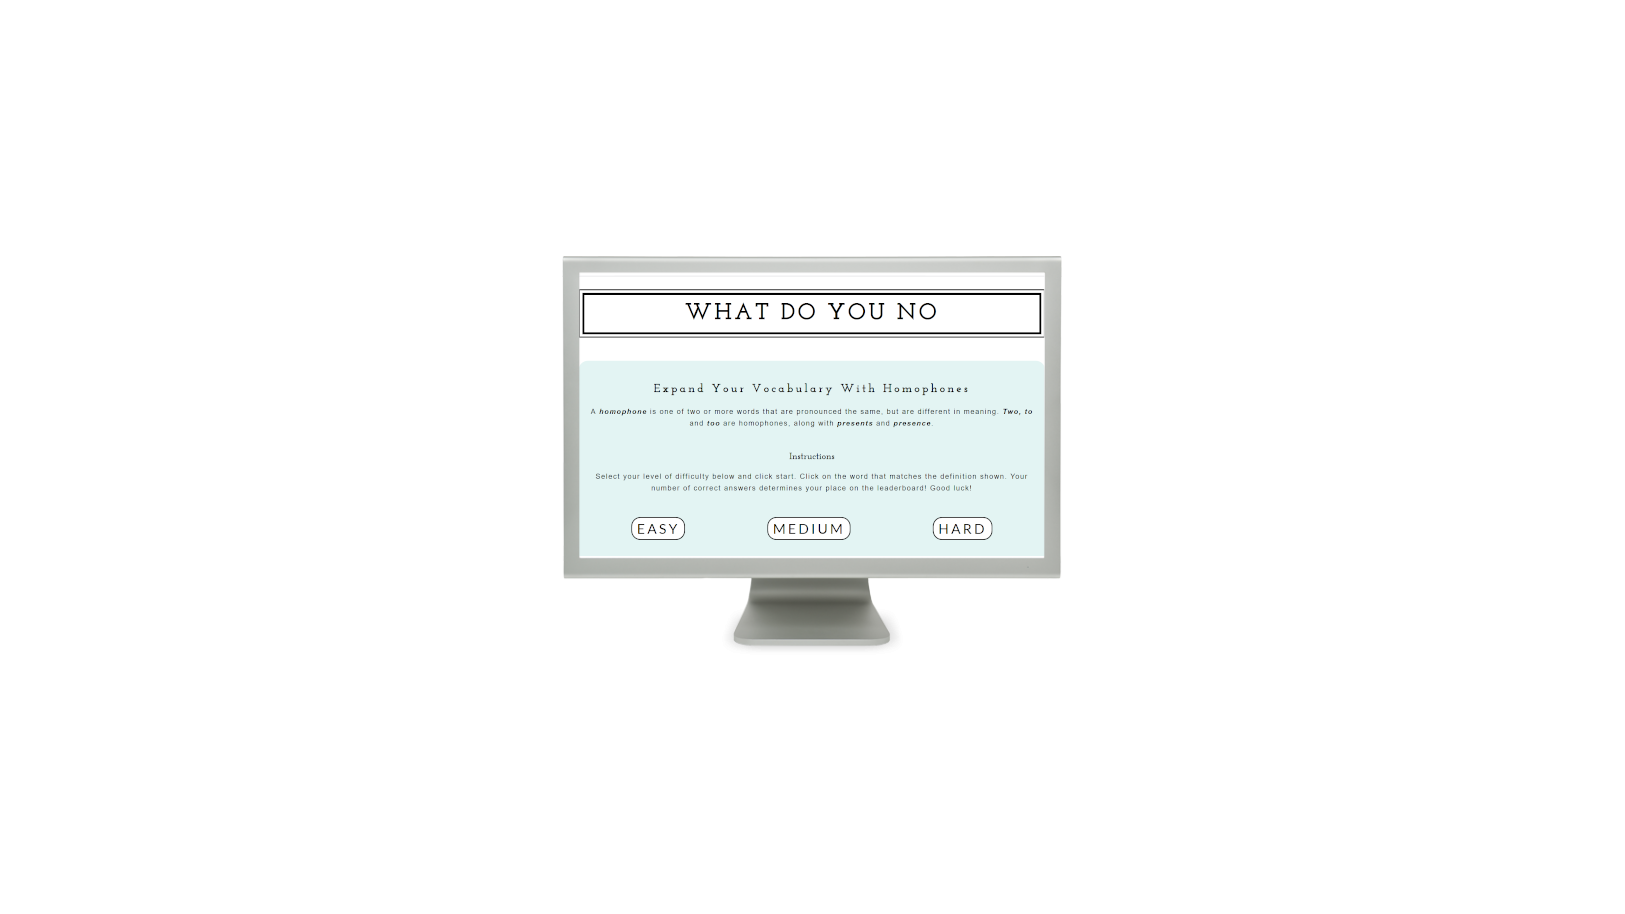 WHAT DO YOU NO
Expand Your Vocabulary With Homophones
A homophone is one of two or more words that are pronounced the same, but are different in meaning. Two, to
and too are homophones, along with presents and presence.
Instructions
Select your level of difficulty below and click start. Click on the word that matches the definition shown. Your
number of correct answers determines your place on the leaderboard! Good luck!
EASY MEDIUM HARD